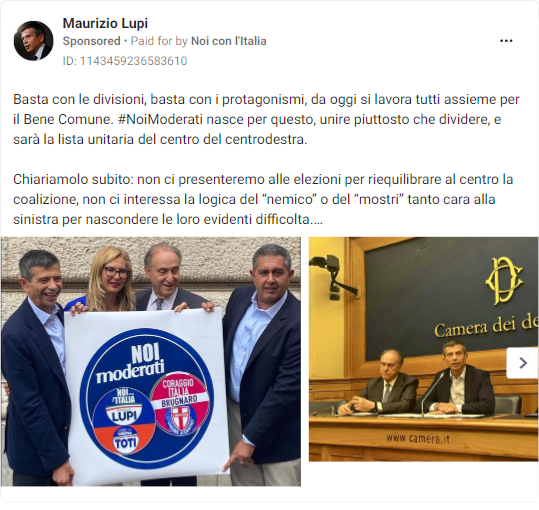 Maurizio Lupi
Sponsored • Paid for by Noi con l'Italia
ID: 1143459236583610
Basta con le divisioni, basta con i protagonismi, da oggi si lavora tutti assieme per
il Bene Comune. #NoiModerati nasce per questo, unire piuttosto che dividere, e
sarà la lista unitaria del centro del centrodestra.
Chiariamolo subito: non ci presenteremo alle elezioni per riequilibrare al centro la
coalizione, non ci interessa la logica del “nemico” o del “mostri” tanto cara alla
sinistra per nascondere le loro evidenti difficolta....
NOI
moderati
NOI
L'ITALIA
LUPI
TOTI
CORAGGIO
ITALIA
BRUGNARO
Camera dei de
www.camera.it